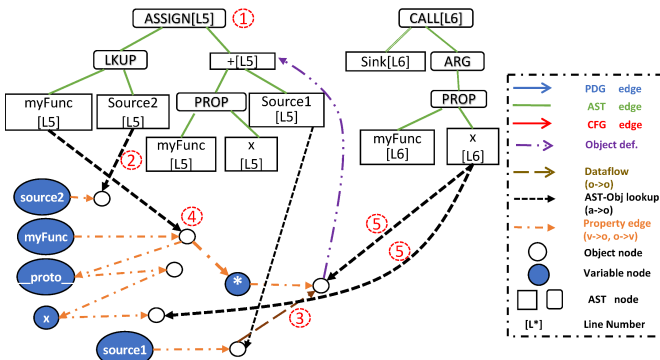 ASSIGN[L5]
1
CALL[L6]
LKUP
+[L5]
Sink[L6]
ARG
myFunc
[L5]
Source2
[L5]
PROP
Source1
[L5]
PROP
myFunc
[L5]
x
[L5]
myFunc
[L6]
x
[L6]
2
source2
4
myFunc
5
5
__proto__
*
x
3
source1
PDG edge
AST edge
CFG edge
Object def.
Dataflow
(o->o)
AST-Obj lookup
(a->o)
Property edge
(v->o, o->v)
Object node
Variable node
AST node
[L*] Line Number